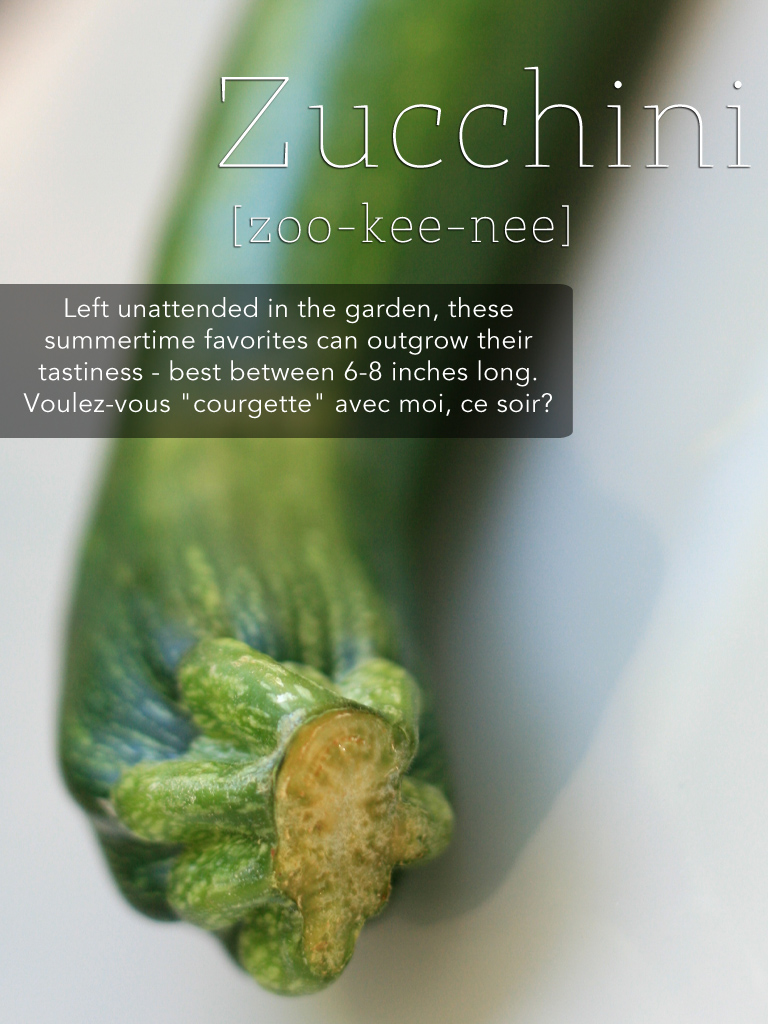 Zucchini
[zoo-kee-nee]
Left unattended in the garden, these
summertime favorites can outgrow their
tastiness - best between 6-8 inches long.
Voulez-vous "courgette" avec moi, ce soir?